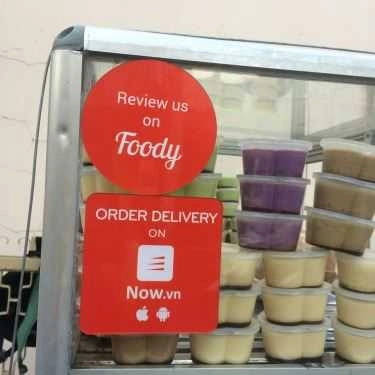 Review us
on
Foody
ORDER DELIVERY
ON
Now.vn